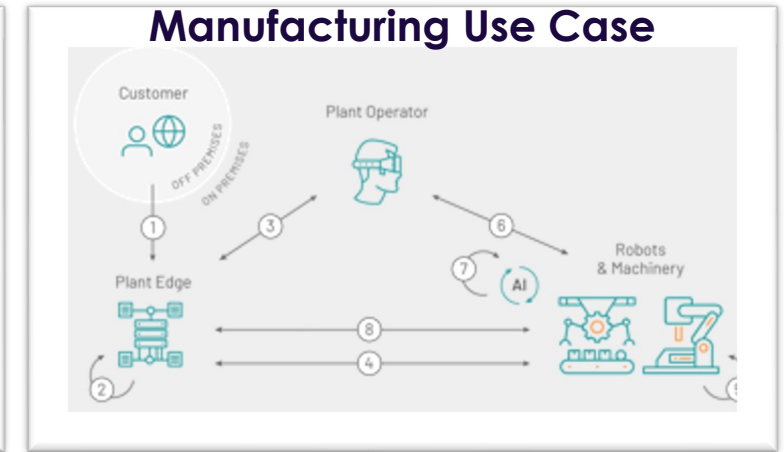 Manufacturing Use Case
Customer
OFF PREMISES
ON PREMISES
Plant Operator
1
3
6
7
AI
Robots
& Machinery
Plant Edge
8
4
2